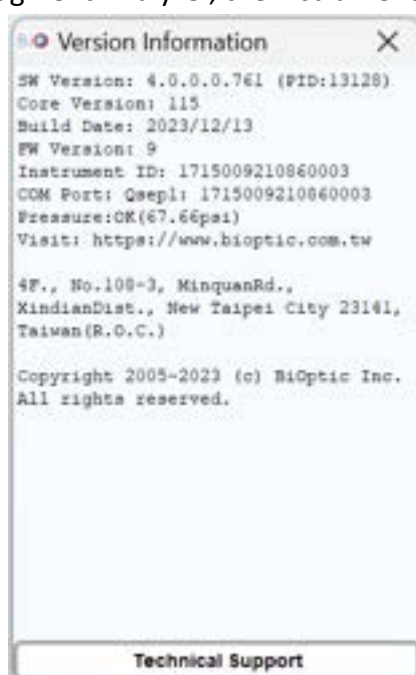 Version Information
SW Version: 4.0.0.0.761 (PID:13128)
Core Version: 115
Build Date: 2023/12/13
FW Version: 9
Instrument ID: 1715009210860003
COM Port: Qsep1: 1715009210860003
Pressure:OK(67.66psi)
Visit: https://www.bioptic.com.tw
4F., No.108-3, MinquanRd.,
XindianDist., New Taipei City 23141,
Taiwan(R.O.C.)
Copyright 2005-2023 (c) BiOptic Inc.
All rights reserved.
Technical Support